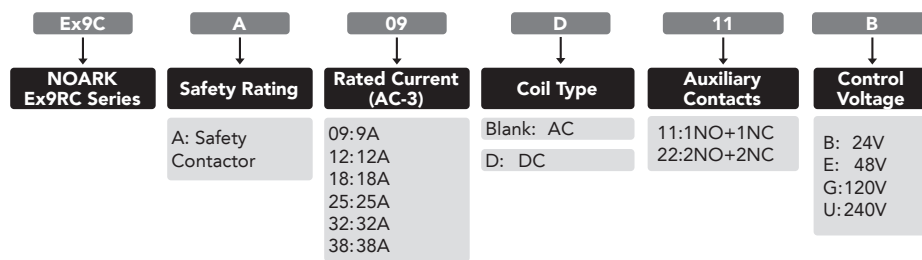 Ex9C A 09 D 11 B
NOARK
Ex9RC Series
Safety Rating
Rated Current
(AC-3)
Coil Type
Auxiliary
Contacts
Control
Voltage
A: Safety
Contactor
09:9A
12:12A
18:18A
25:25A
32:32A
38:38A
Blank: AC
D: DC
11:1NO+1NC
22:2NO+2NC
B: 24V
E: 48V
G:120V
U:240V